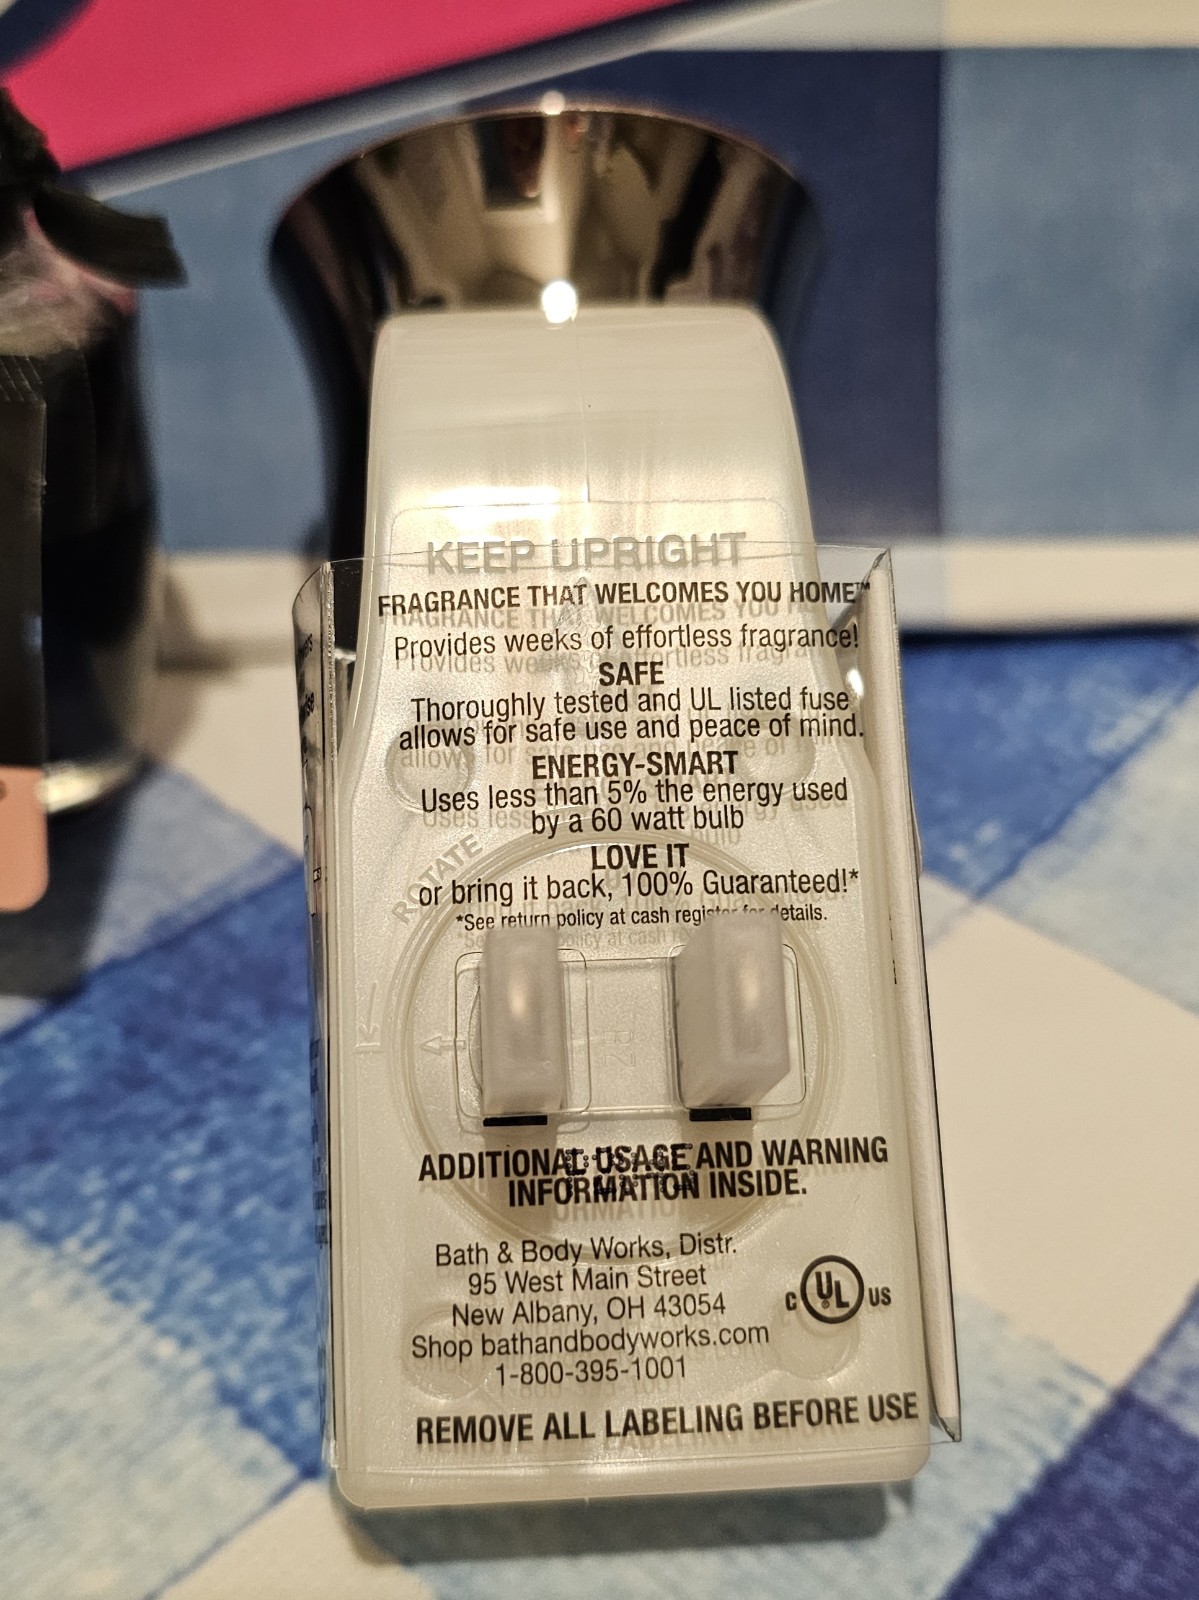 KEEP UPRIGHT
FRAGRANCE THAT WELCOMES YOU HOME™
Provides weeks of effortless fragrance!
SAFE
Thoroughly tested and UL listed fuse
allows for safe use and peace of mind.
ENERGY-SMART
Uses less than 5% the energy used
by a 60 watt bulb
ROTATE
LOVE IT
or bring it back, 100% Guaranteed!*
*See return policy at cash register for details.
ADDITIONAL USAGE AND WARNING
INFORMATION INSIDE.
Bath & Body Works, Distr.
95 West Main Street
New Albany, OH 43054
C UL US
Shop bathandbodyworks.com
1-800-395-1001
REMOVE ALL LABELING BEFORE USE